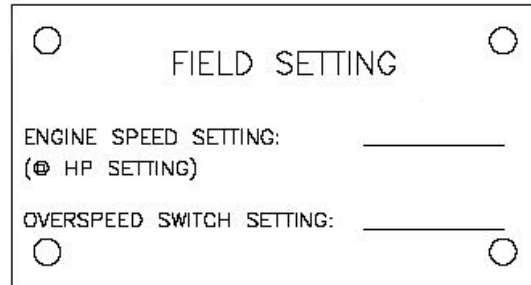 FIELD SETTING
ENGINE SPEED SETTING:
(@ HP SETTING)
OVERSPEED SWITCH SETTING: